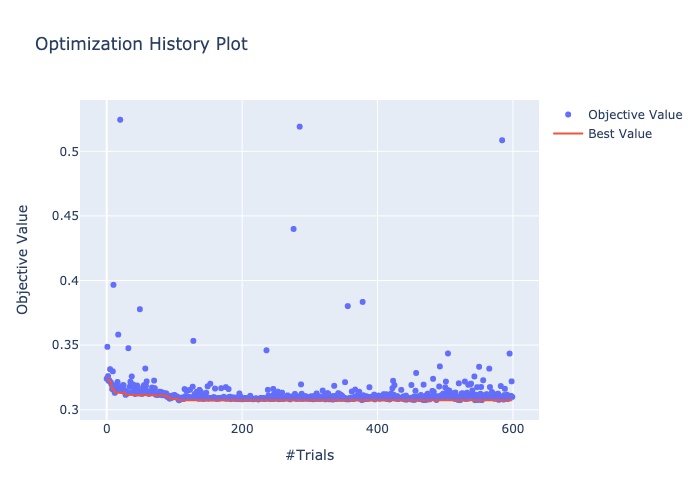 Optimization History Plot
Objective Value
Best Value
0.5
0.45
0.4
0.35
0.3
Objective Value
0
200
400
600
#Trials